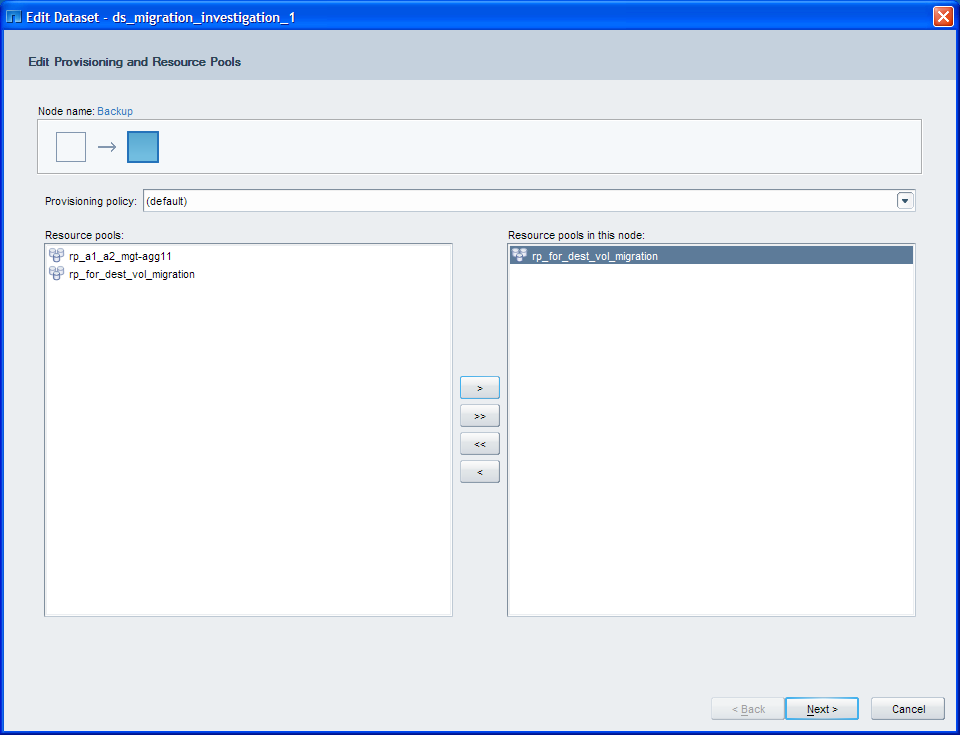 Edit Dataset - ds_migration_investigation_1
Edit Provisioning and Resource Pools
Node name: Backup
Provisioning policy: (default)
Resource pools:
rp_a1_a2_mgt-agg11
rp_for_dest_vol_migration
>
>>
<<
<
Resource pools in this node:
rp_for_dest_vol_migration
< Back
Next >
Cancel